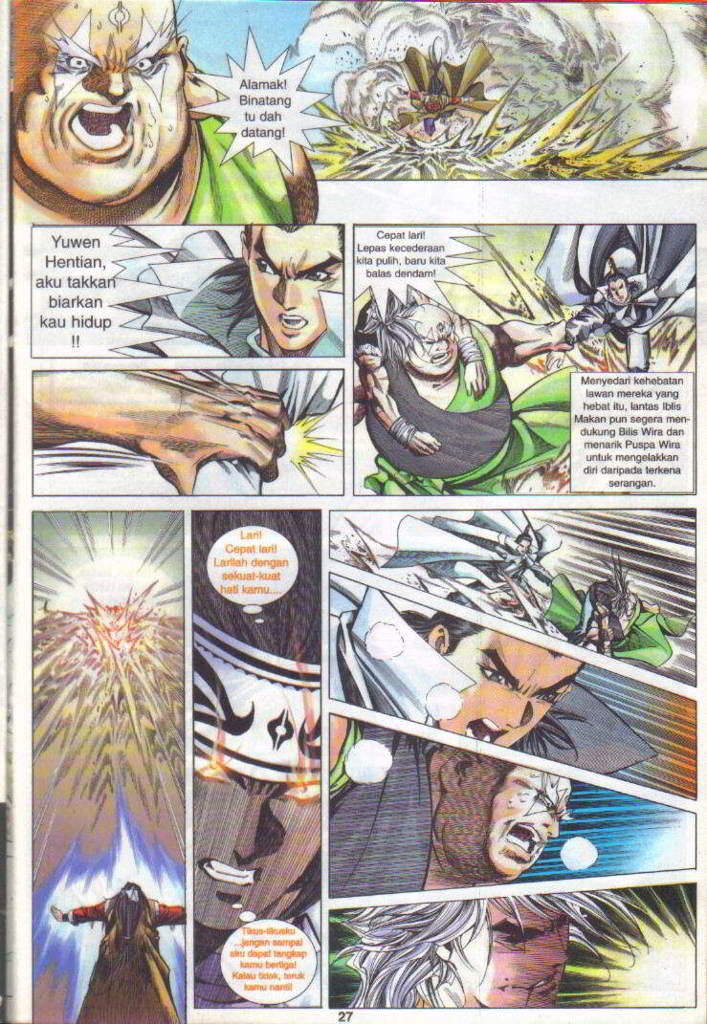 Alamak!
Binatang
tu dah
datang!
Yuwen
Hentian,
aku takkan
biarkan
kau hidup
!!
Cepat lari!
Lepas kecederaan
kita pulih, baru kita
balas dendam!
Menyedari kehebatan
lawan mereka yang
hebat itu, lantas Iblis
Makan pun segera men-
dukung Bilis Wira dan
menarik Puspa Wira
untuk mengelakkan
diri daripada terkena
serangan.
Lari!
Cepat lari!
Larilah dengan
sekuat-kuat
hati kamu....
Tikus-tikusku
...jangan sampai
aku dapat tangkap
kamu bertiga!
Kalau tidak, teruk
kamu nanti!
27